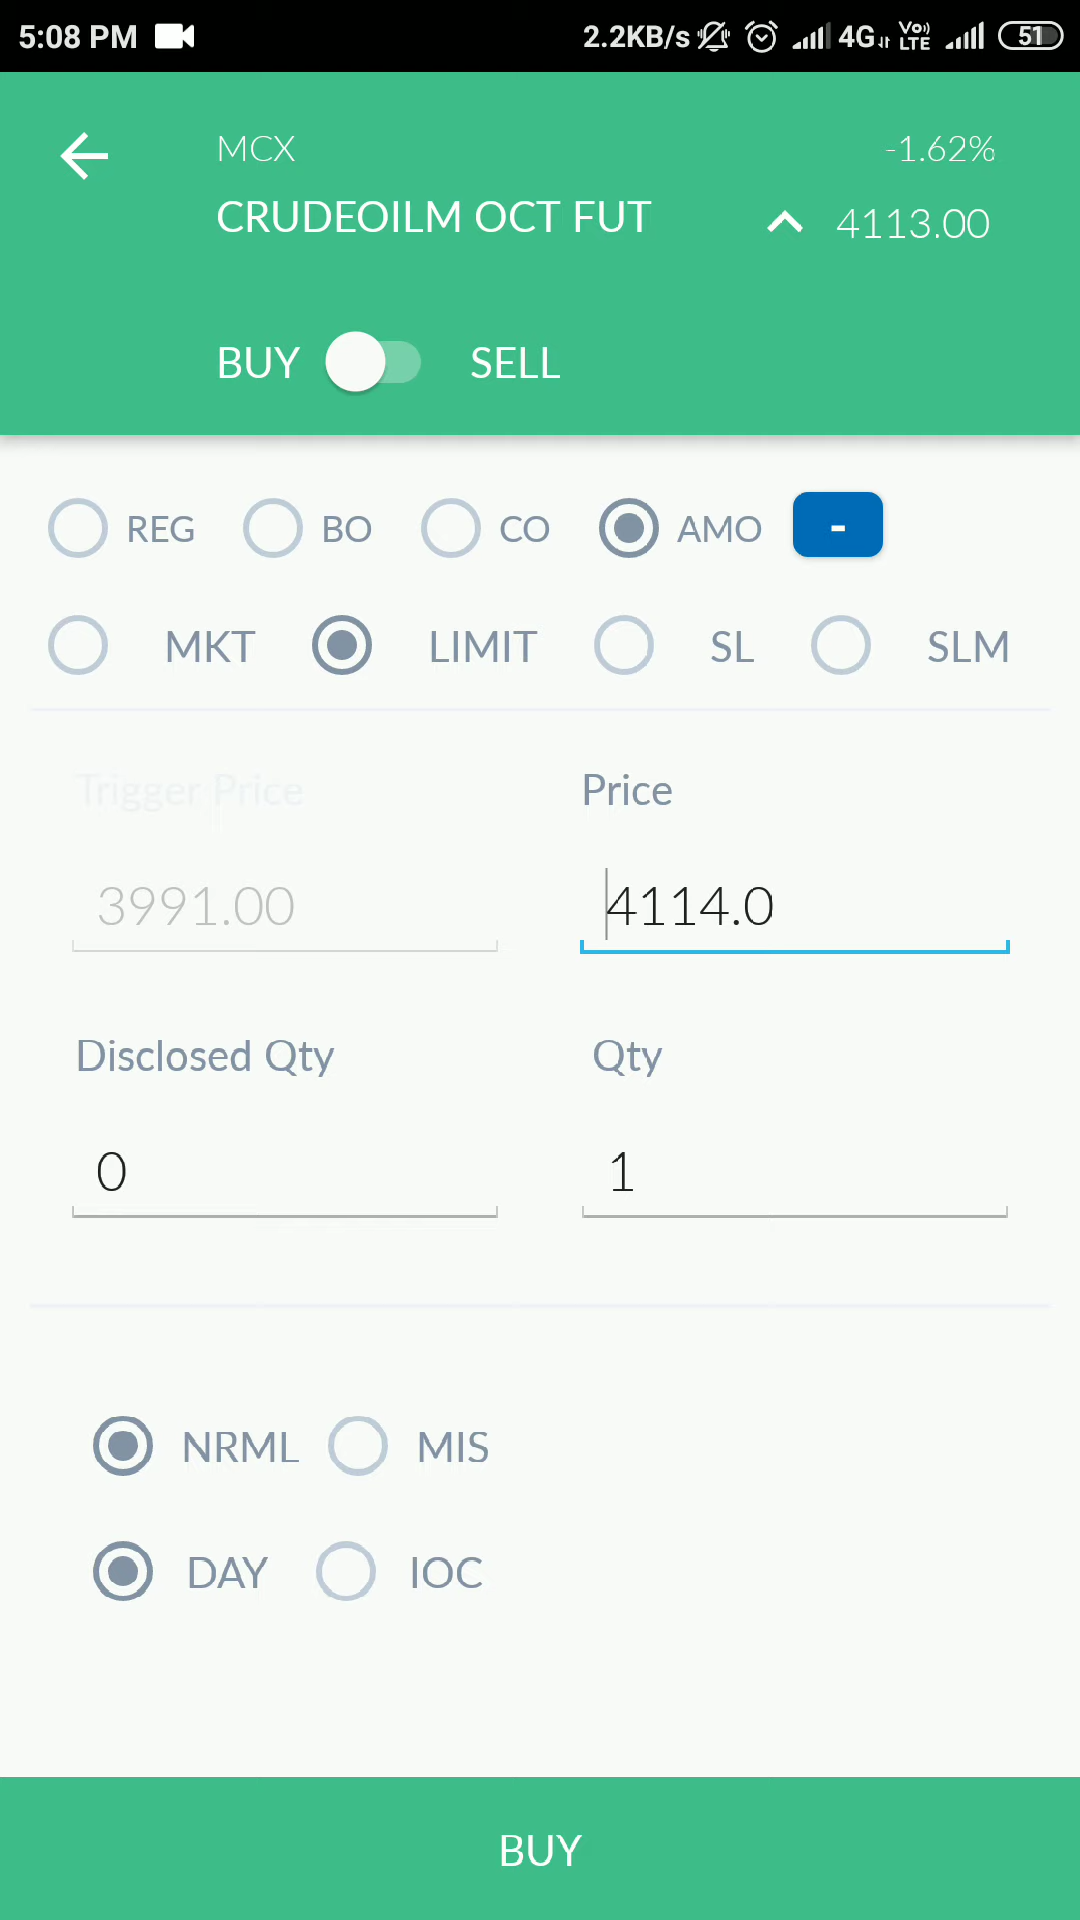 5:08 PM 2.2KB/s 4G VoLTE 51
MCX -1.62%
CRUDEOILM OCT FUT 4113.00
BUY SELL
REG BO CO AMO -
MKT LIMIT SL SLM
Trigger Price Price
3991.00 4114.0
Disclosed Qty Qty
0 1
NRML MIS
DAY IOC
BUY